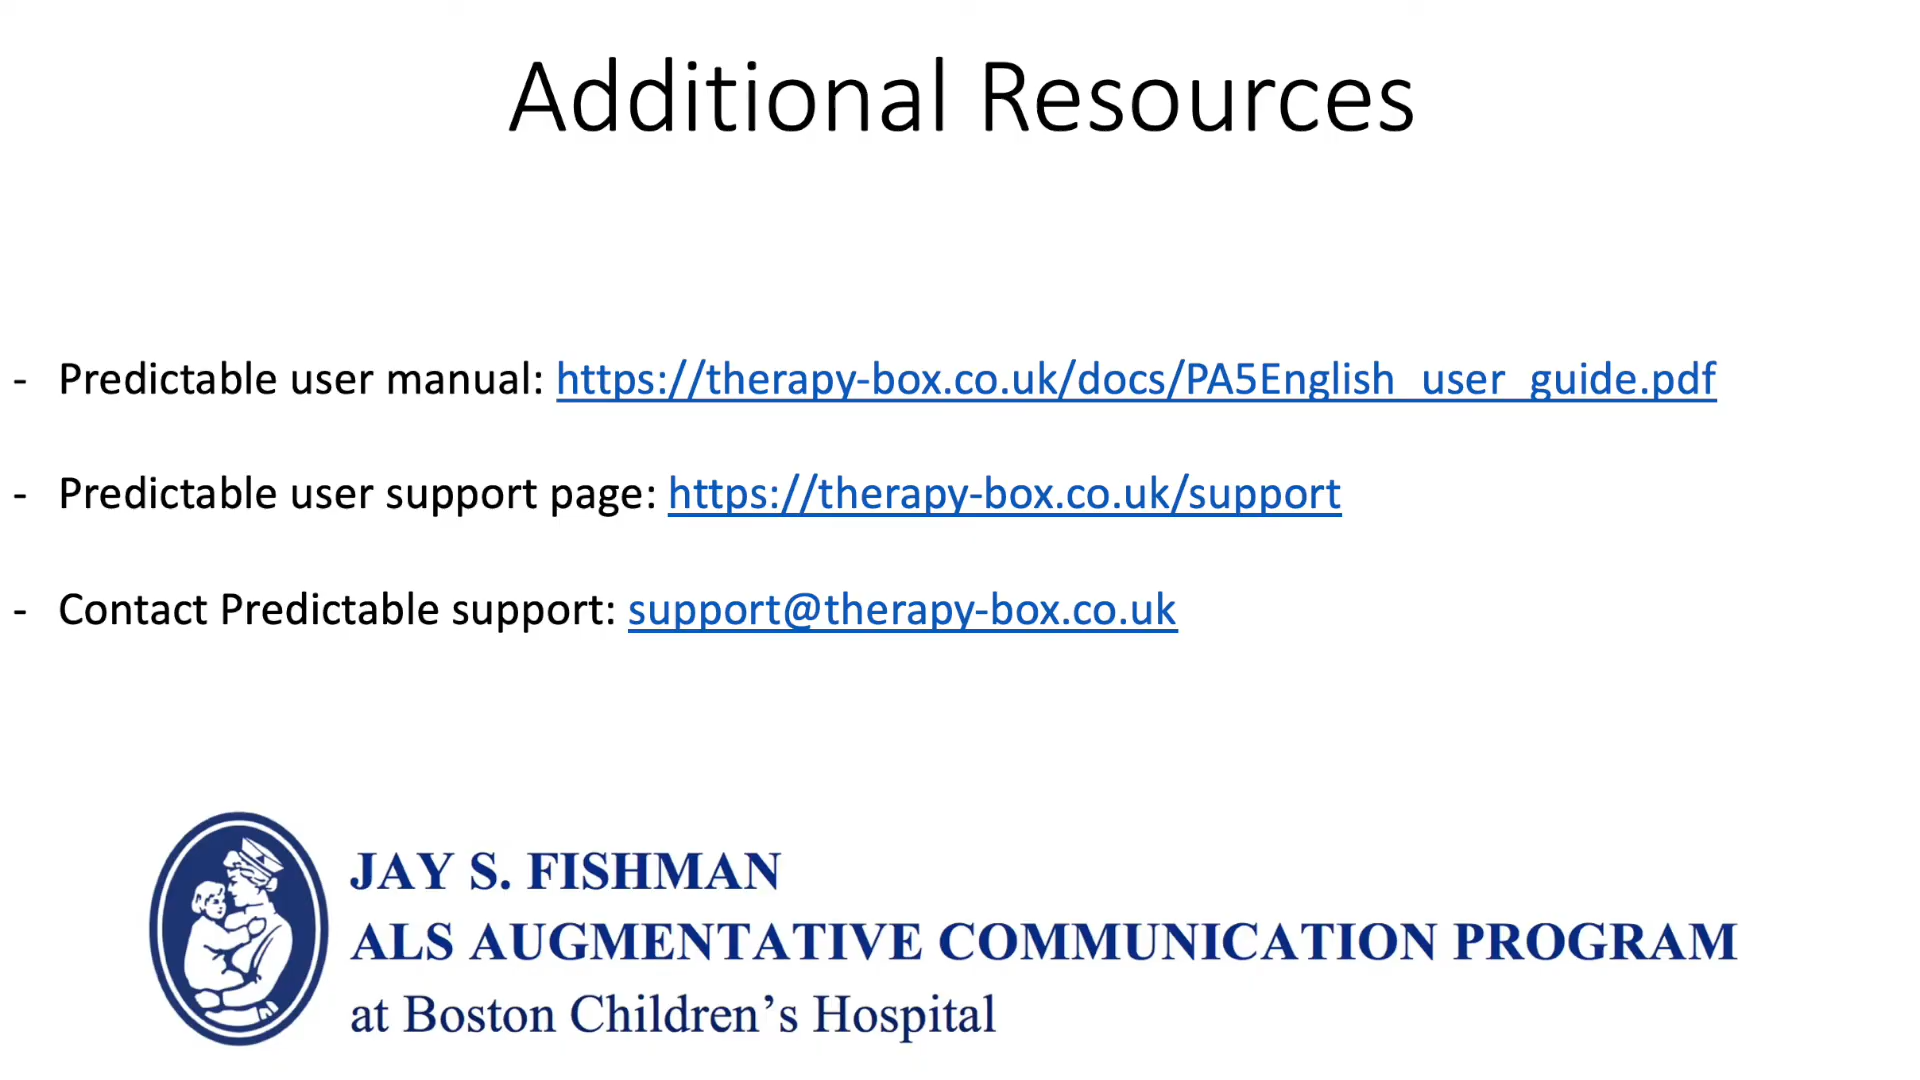 Additional Resources
- Predictable user manual: https://therapy-box.co.uk/docs/PA5English_user_guide.pdf
- Predictable user support page: https://therapy-box.co.uk/support
- Contact Predictable support: support@therapy-box.co.uk
JAY S. FISHMAN
ALS AUGMENTATIVE COMMUNICATION PROGRAM
at Boston Children’s Hospital